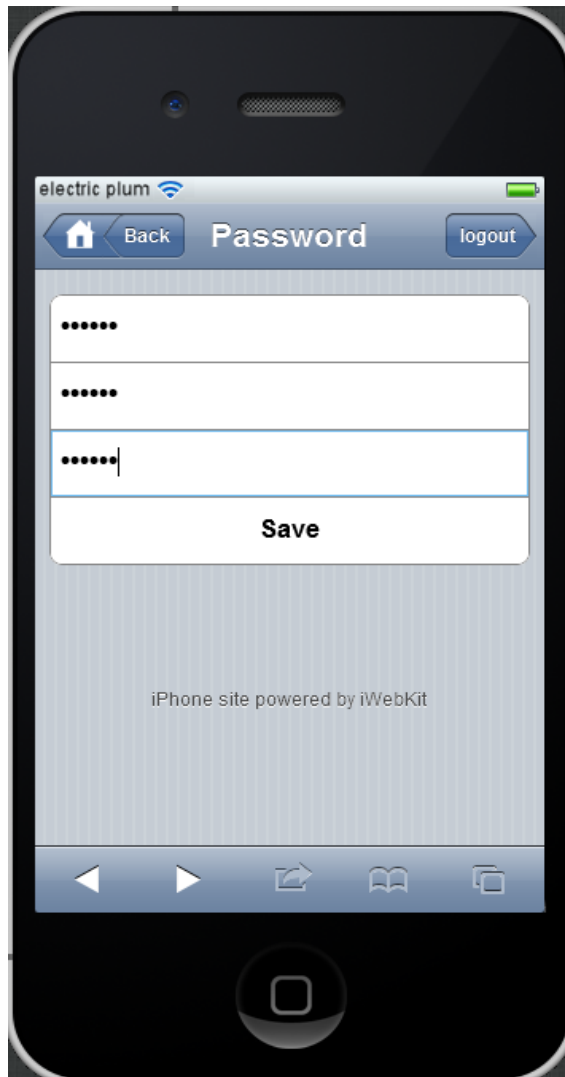 electric plum
Back Password logout
••••••
••••••
••••••
Save
iPhone site powered by iWebKit